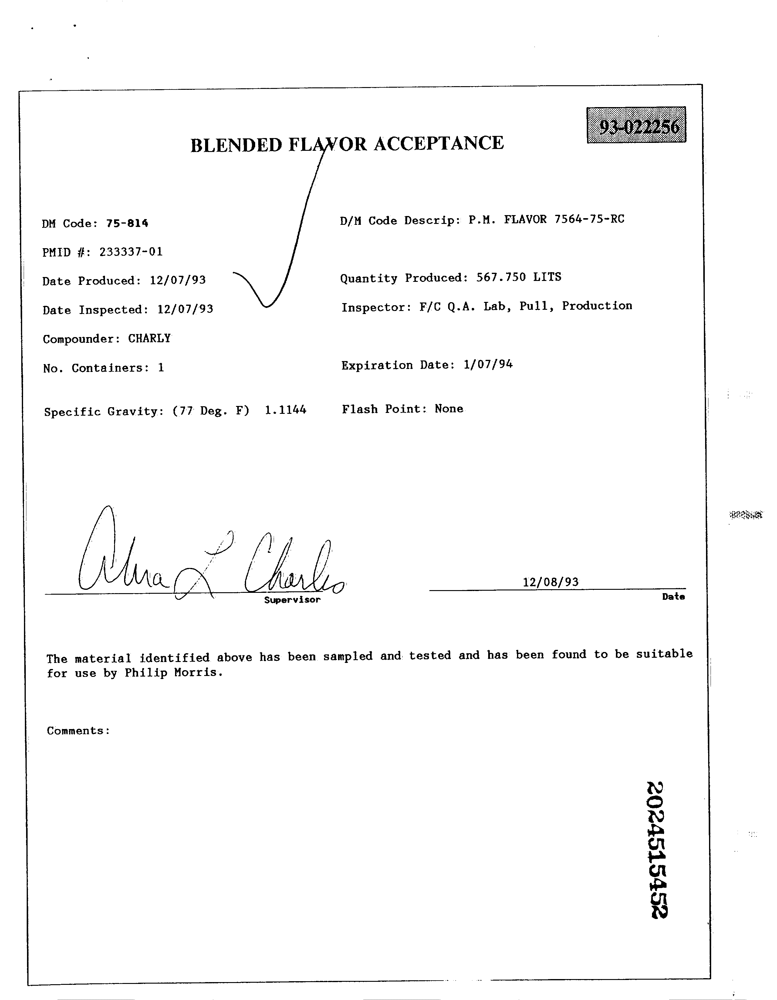 93-022256
BLENDED FLAVOR ACCEPTANCE
DM Code: 75-814
D/M Code Descrip: P.M. FLAVOR 7564-75-RC
PMID #: 233337-01
Date Produced: 12/07/93
Quantity Produced: 567.750 LITS
Date Inspected: 12/07/93
Inspector: F/C Q.A. Lab, Pull, Production
Compounder: CHARLY
No. Containers: 1
Expiration Date: 1/07/94
Specific Gravity: (77 Deg. F) 1.1144
Flash Point: None
L Charles
12/08/93
Supervisor
Date
The material identified above has been sampled and tested and has been found to be suitable
for use by Philip Morris.
Comments:
2024515452